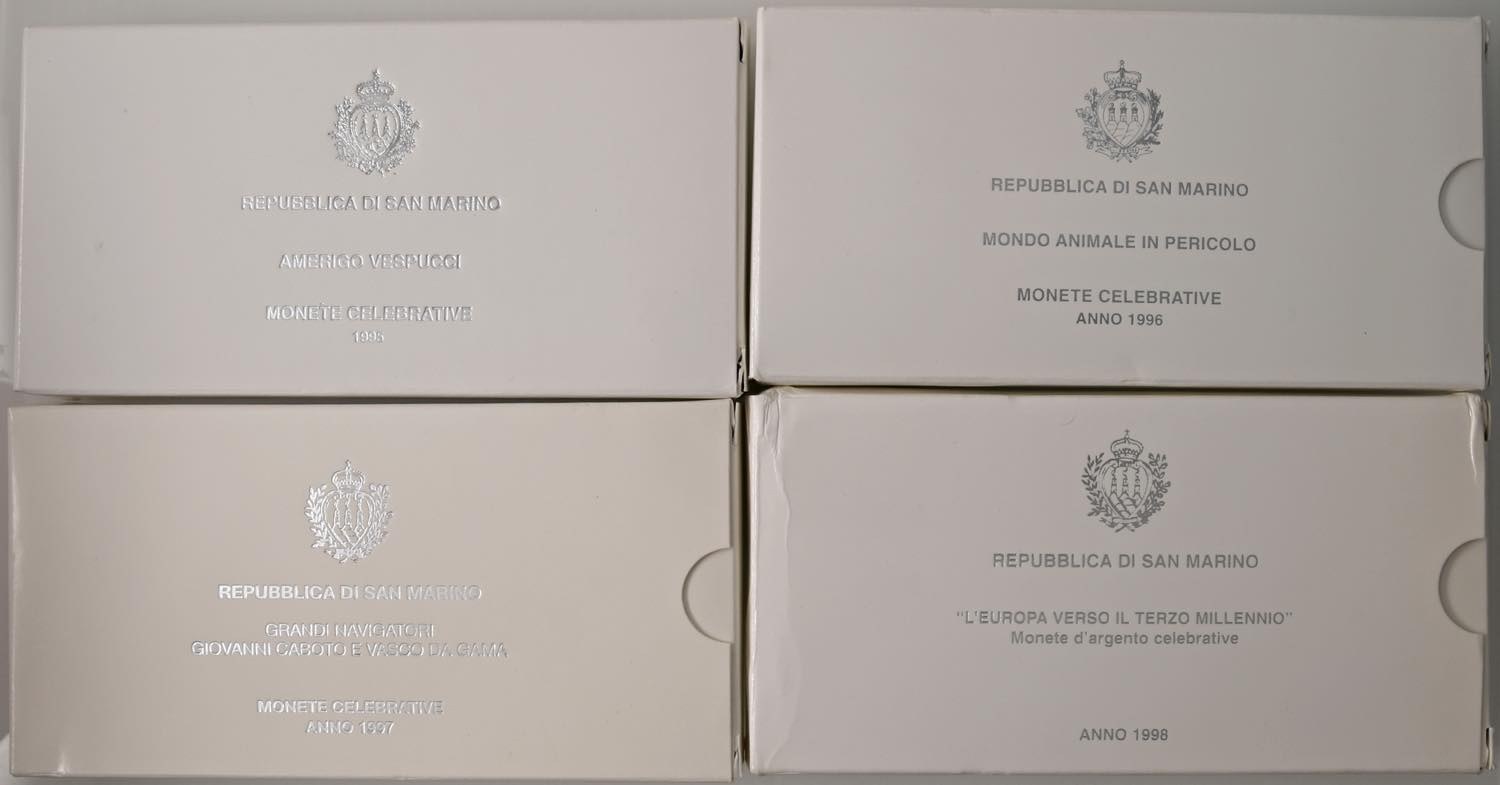 REPUBBLICA DI SAN MARINO
AMERIGO VESPUCCI
MONETE CELEBRATIVE
1995
REPUBBLICA DI SAN MARINO
MONDO ANIMALE IN PERICOLO
MONETE CELEBRATIVE
ANNO 1996
REPUBBLICA DI SAN MARINO
GRANDI NAVIGATORI
GIOVANNI CABOTO E VASCO DA GAMA
MONETE CELEBRATIVE
ANNO 1997
REPUBBLICA DI SAN MARINO
"L'EUROPA VERSO IL TERZO MILLENNIO"
Monete d'argento celebrative
ANNO 1998